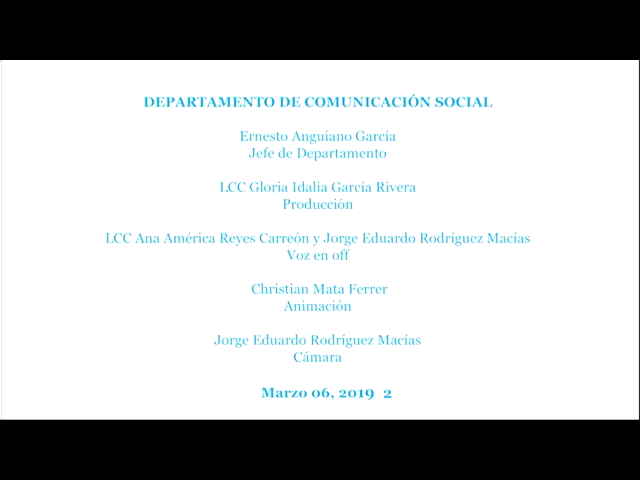 DEPARTAMENTO DE COMUNICACIÓN SOCIAL
Ernesto Anguiano García
Jefe de Departamento
LCC Gloria Idalia García Rivera
Producción
LCC Ana América Reyes Carreón y Jorge Eduardo Rodríguez Macías
Voz en off
Christian Mata Ferrer
Animación
Jorge Eduardo Rodríguez Macías
Cámara
Marzo 06, 2019 2